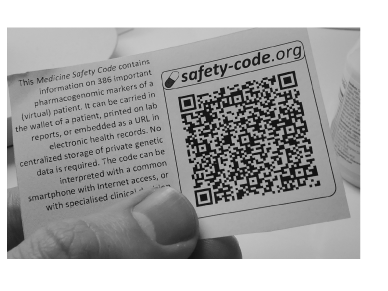 This Medicine Safety Code contains
information on 386 important
pharmacogenomic markers of a
(virtual) patient. It can be carried in
the wallet of a patient, printed on lab
reports, or embedded as a URL in
electronic health records. No
centralized storage of private genetic
data is required. The code can be
interpreted with a common
smartphone with Internet access, or
with specialised clinical
safety-code.org